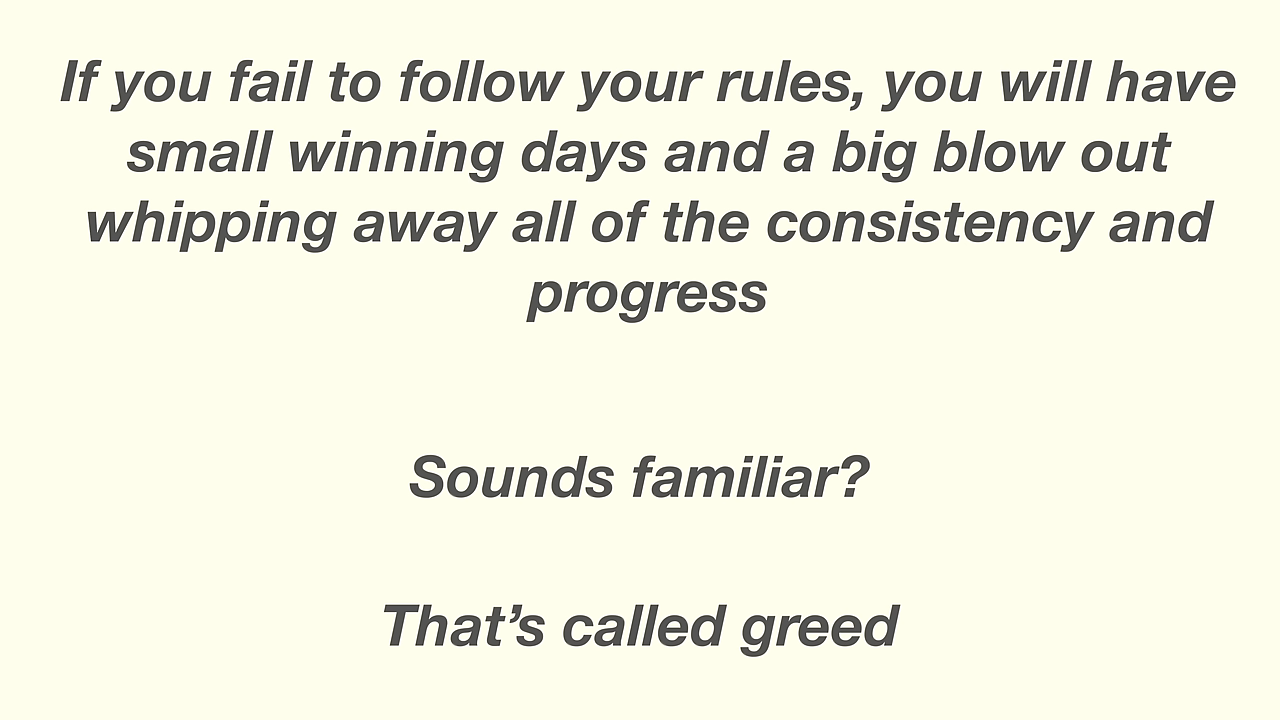 If you fail to follow your rules, you will have
small winning days and a big blow out
whipping away all of the consistency and
progress
Sounds familiar?
That’s called greed